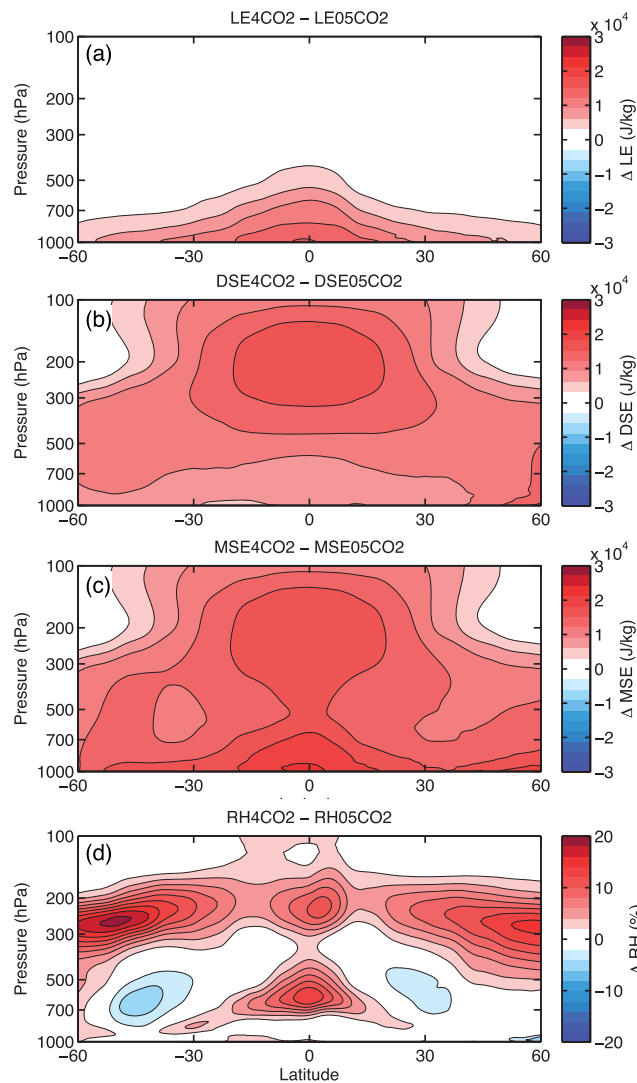 LE4CO2 – LE05CO2
(a)
100
200
300
500
700
1000
Pressure (hPa)
−60 −30 0 30 60
x 10^4
3
2
1
0
−1
−2
−3
Δ LE (J/kg)
DSE4CO2 – DSE05CO2
(b)
100
200
300
500
700
1000
Pressure (hPa)
−60 −30 0 30 60
x 10^4
3
2
1
0
−1
−2
−3
Δ DSE (J/kg)
MSE4CO2 – MSE05CO2
(c)
100
200
300
500
700
1000
Pressure (hPa)
−60 −30 0 30 60
x 10^4
3
2
1
0
−1
−2
−3
Δ MSE (J/kg)
RH4CO2 – RH05CO2
(d)
100
200
300
500
700
1000
Pressure (hPa)
−60 −30 0 30 60
Latitude
20
10
0
−10
−20
Δ RH (%)